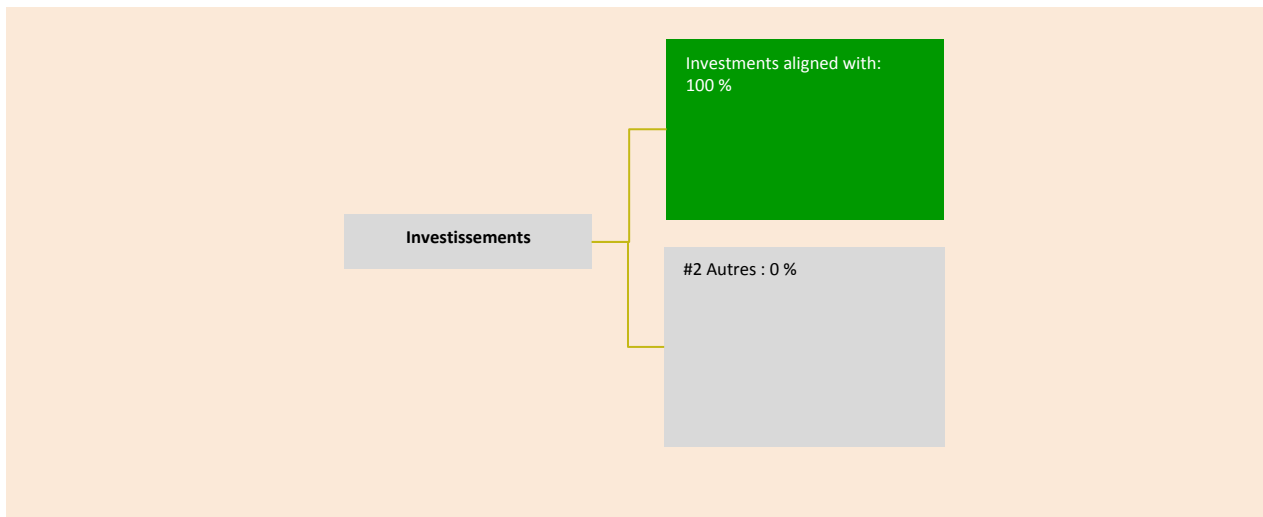 Investments aligned with:
100 %
Investissements
#2 Autres : 0 %